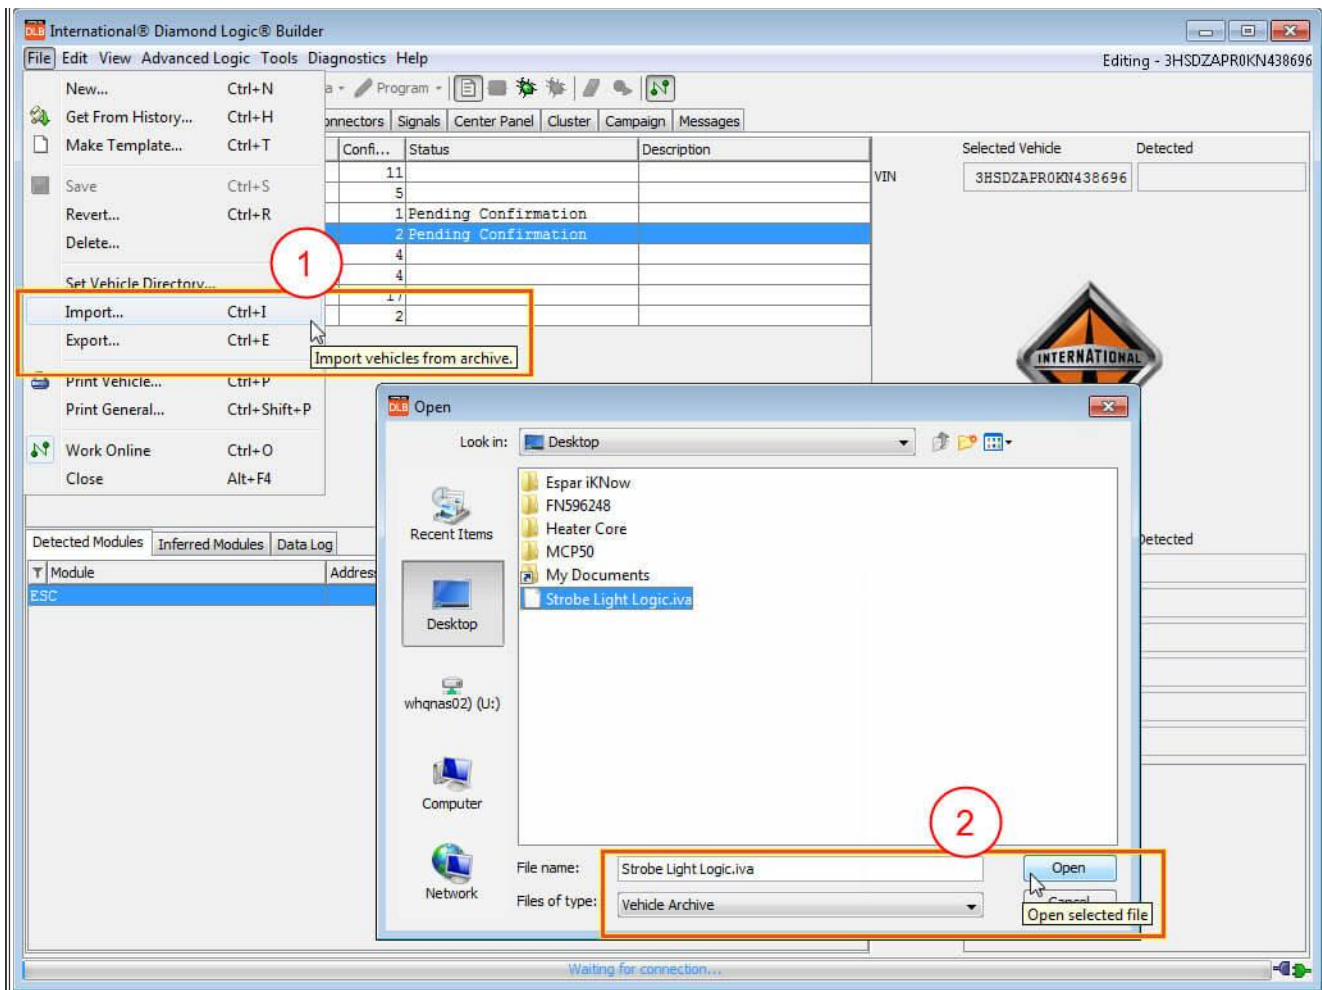 DLB International® Diamond Logic® Builder
File Edit View Advanced Logic Tools Diagnostics Help
Editing - 3HSDZAPR0KN438696
New... Ctrl+N
Program
Get From History... Ctrl+H
Signals Center Panel Cluster Campaign Messages
Make Template... Ctrl+T
Confi... Status Description
Selected Vehicle Detected
11
VIN 3HSDZAPR0KN438696
Save Ctrl+S
5
Revert... Ctrl+R
1 Pending Confirmation
Delete...
2 Pending Confirmation
1
4
Set Vehicle Directory...
4
17
Import... Ctrl+I
2
Export... Ctrl+E
Import vehicles from archive.
INTERNATIONAL
Print Vehicle... Ctrl+P
Print General... Ctrl+Shift+P
Work Online Ctrl+O
Close Alt+F4
DLB Open
Look in: Desktop
Espar iKNow
FN596248
Heater Core
MCP50
My Documents
Strobe Light Logic.iva
Recent Items
Desktop
whqnas02) (U:)
Computer
Network
Detected Modules Inferred Modules Data Log
Detected
Module
ESC
2
File name: Strobe Light Logic.iva
Open
Files of type: Vehicle Archive
Cancel
Open selected file
Waiting for connection...